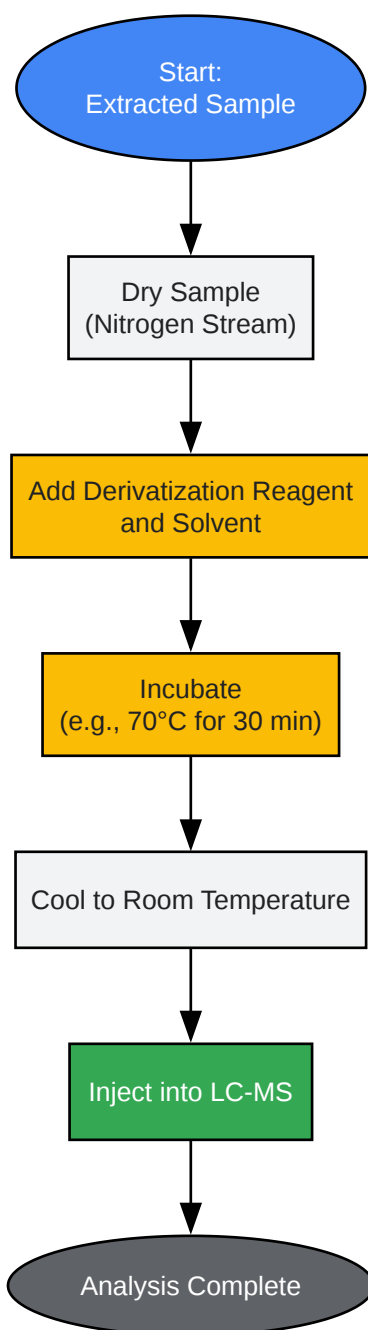 Start:
Extracted Sample
Dry Sample
(Nitrogen Stream)
Add Derivatization Reagent
and Solvent
Incubate
(e.g., 70°C for 30 min)
Cool to Room Temperature
Inject into LC-MS
Analysis Complete